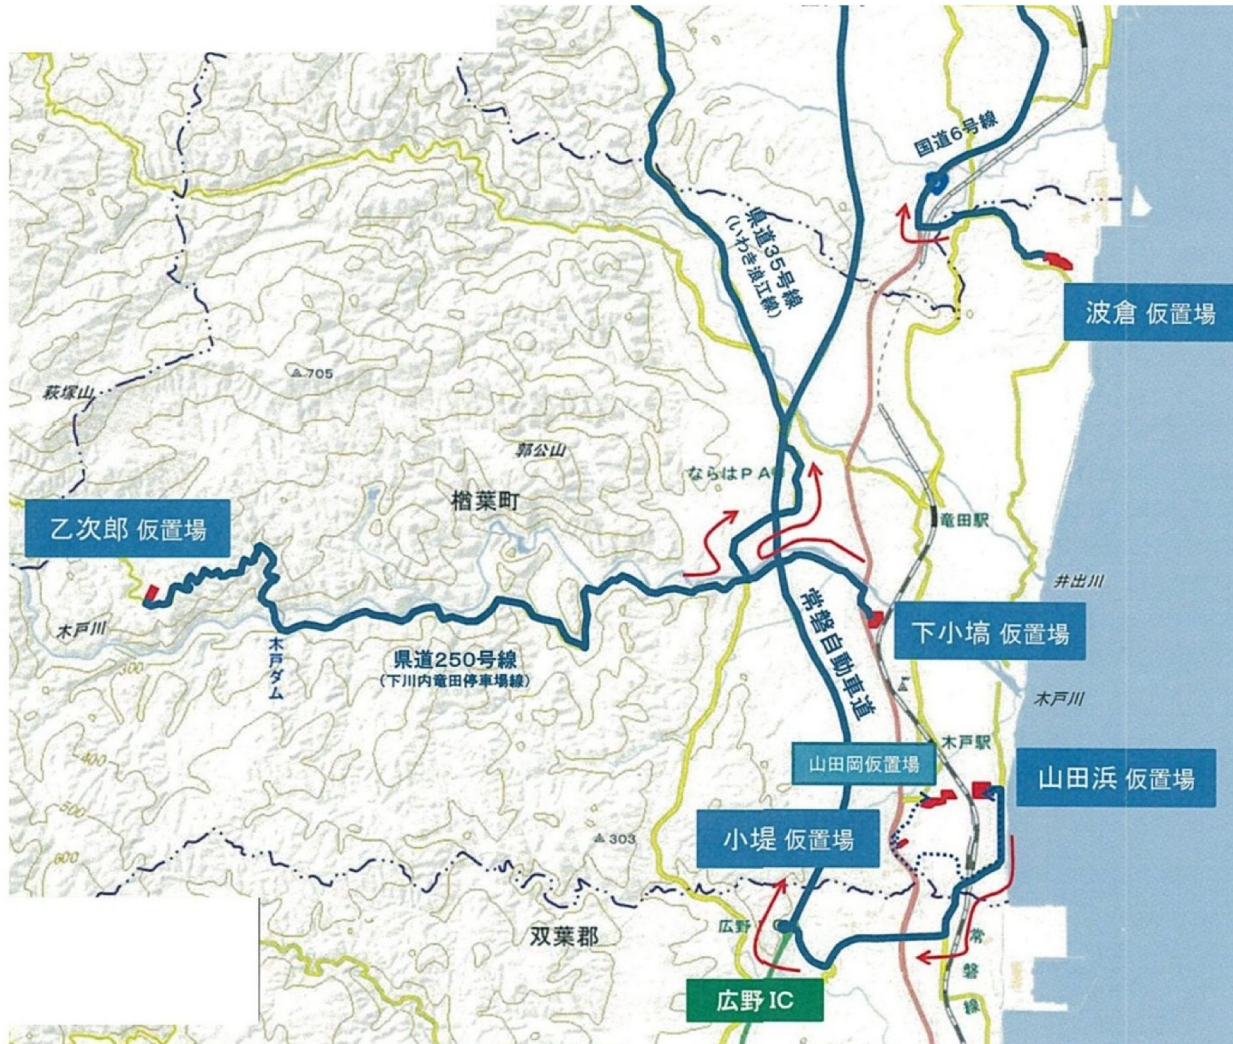 国道6号線
県道35号線
(いわき浪江線)
波倉 仮置場
705
萩塚山
郭公山
ならはPA
楢葉町
乙次郎 仮置場
竜田駅
井出川
木戸川
下小塙 仮置場
木戸ダム
300
県道250号線
(下川内竜田停車場線)
常磐自動車道
木戸川
木戸駅
山田岡仮置場
山田浜 仮置場
400
500
小堤 仮置場
303
600
双葉郡
広野
常磐線
広野 IC